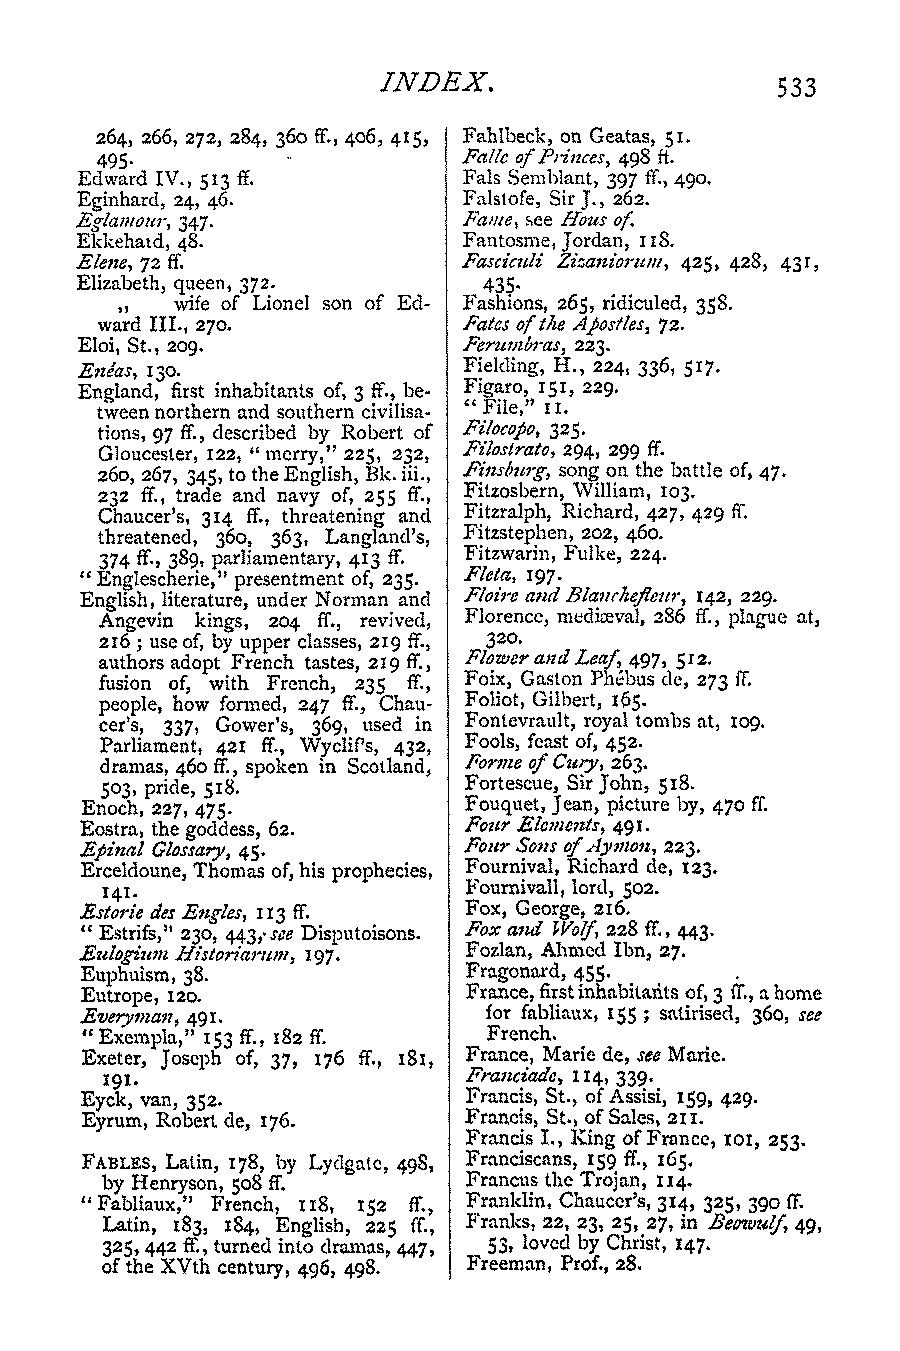 INDEX. 533
264, 266, 272, 284, 360 ff., 406, 415,
495.
Edward IV., 513 ff.
Eginhard, 24, 46.
Eglamour, 347.
Ekkehard, 48.
Elene, 72 ff.
Elizabeth, queen, 372.
„ wife of Lionel son of Ed-
ward III., 270.
Eloi, St., 209.
Enéas, 130.
England, first inhabitants of, 3 ff., be-
tween northern and southern civilisa-
tions, 97 ff., described by Robert of
Gloucester, 122, “merry,” 225, 232,
260, 267, 345, to the English, Bk. iii.,
232 ff., trade and navy of, 255 ff.,
Chaucer's, 314 ff., threatening and
threatened, 360, 363, Langland's,
374 ff., 389, parliamentary, 413 ff.
“Englescherie,” presentment of, 235.
English, literature, under Norman and
Angevin kings, 204 ff., revived,
216 ; use of, by upper classes, 219 ff.,
authors adopt French tastes, 219 ff.,
fusion of, with French, 235 ff.,
people, how formed, 247 ff., Chau-
cer's, 337, Gower's, 369, used in
Parliament, 421 ff., Wyclif's, 432,
dramas, 460 ff., spoken in Scotland,
503, pride, 518.
Enoch, 227, 475.
Eostra, the goddess, 62.
Epinal Glossary, 45.
Erceldoune, Thomas of, his prophecies,
141.
Estorie des Engles, 113 ff.
“Estrifs,” 230, 443, see Disputoisons.
Eulogium Historiarum, 197.
Euphuism, 38.
Eutrope, 120.
Everyman, 491.
“Exempla,” 153 ff., 182 ff.
Exeter, Joseph of, 37, 176 ff., 181,
191.
Eyck, van, 352.
Eyrum, Robert de, 176.
FABLES, Latin, 178, by Lydgate, 498,
by Henryson, 508 ff.
“Fabliaux,” French, 118, 152 ff.,
Latin, 183, 184, English, 225 ff.,
325, 442 ff., turned into dramas, 447,
of the XVth century, 496, 498.
Fahlbeck, on Geatas, 51.
Falle of Princes, 498 ff.
Fals Semblant, 397 ff., 490.
Falstofe, Sir J., 262.
Fame, see Hous of.
Fantosme, Jordan, 118.
Fasciculi Zizaniorum, 425, 428, 431,
435.
Fashions, 265, ridiculed, 358.
Fates of the Apostles, 72.
Ferumbras, 223.
Fielding, H., 224, 336, 517.
Figaro, 151, 229.
“File,” 11.
Filocopo, 325.
Filostrato, 294, 299 ff.
Finsburg, song on the battle of, 47.
Fitzosbern, William, 103.
Fitzralph, Richard, 427, 429 ff.
Fitzstephen, 202, 460.
Fitzwarin, Fulke, 224.
Fleta, 197.
Floire and Blanchefleur, 142, 229.
Florence, mediæval, 286 ff., plague at,
320.
Flower and Leaf, 497, 512.
Foix, Gaston Phébus de, 273 ff.
Foliot, Gilbert, 165.
Fontevrault, royal tombs at, 109.
Fools, feast of, 452.
Forme of Cury, 263.
Fortescue, Sir John, 518.
Fouquet, Jean, picture by, 470 ff.
Four Elements, 491.
Four Sons of Aymon, 223.
Fournival, Richard de, 123.
Fournivall, lord, 502.
Fox, George, 216.
Fox and Wolf, 228 ff., 443.
Fozlan, Ahmed Ibn, 27.
Fragonard, 455.
France, first inhabitants of, 3 ff., a home
for fabliaux, 155 ; satirised, 360, see
French.
France, Marie de, see Marie.
Franciade, 114, 339.
Francis, St., of Assisi, 159, 429.
Francis, St., of Sales, 211.
Francis I., King of France, 101, 253.
Franciscans, 159 ff., 165.
Francus the Trojan, 114.
Franklin, Chaucer's, 314, 325, 390 ff.
Franks, 22, 23, 25, 27, in Beowulf, 49,
53, loved by Christ, 147.
Freeman, Prof., 28.